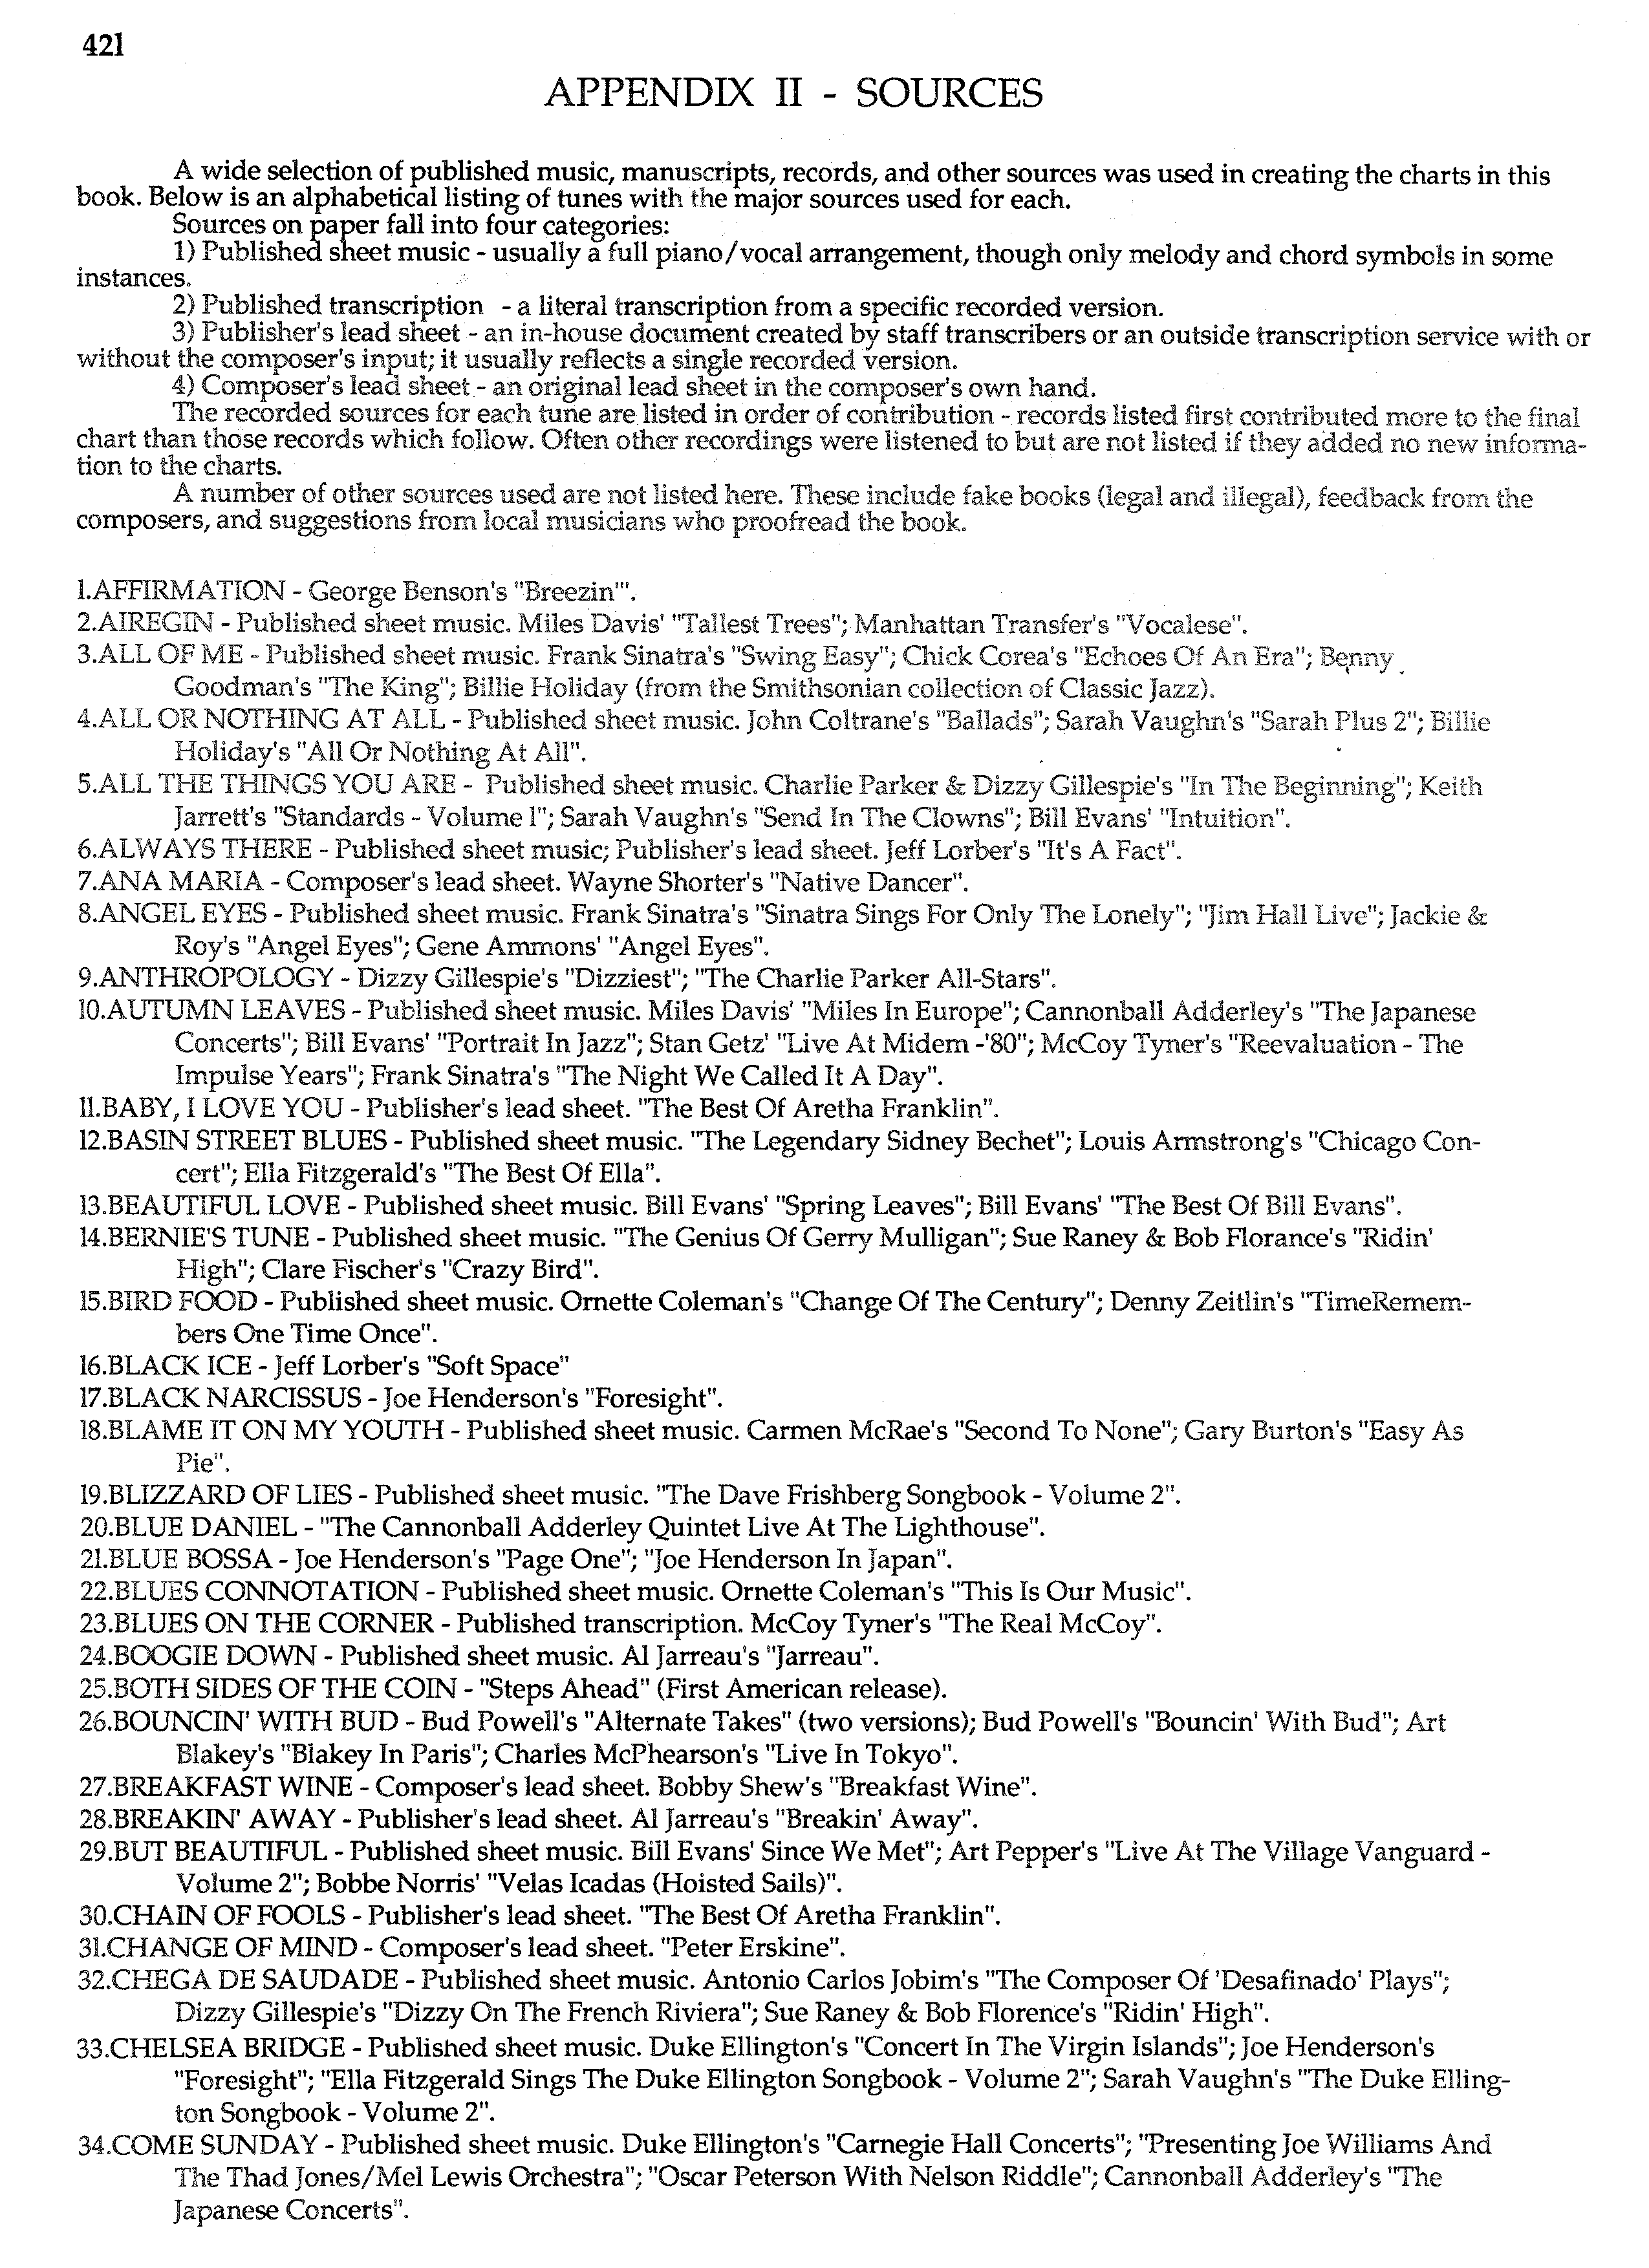 421
APPENDIX II - SOURCES
A wide selection of published music, manuscripts, records, and other sources was used in creating the charts in this
book. Below is an alphabetical listing of tunes with the major sources used for each.
Sources on paper fall into four categories:
1) Published sheet music - usually a full piano/vocal arrangement, though only melody and chord symbols in some
instances.
2) Published transcription - a literal transcription from a specific recorded version.
3) Publisher's lead sheet - an in-house document created by staff transcribers or an outside transcription service with or
without the composer's input; it usually reflects a single recorded version.
4) Composer's lead sheet - an original lead sheet in the composer's own hand.
The recorded sources for each tune are listed in order of contribution - records listed first contributed more to the final
chart than those records which follow. Often other recordings were listened to but are not listed if they added no new informa-
tion to the charts.
A number of other sources used are not listed here. These include fake books (legal and illegal), feedback from the
composers, and suggestions from local musicians who proofread the book.
1.AFFIRMATION - George Benson's "Breezin'".
2.AIREGIN - Published sheet music. Miles Davis' "Tallest Trees"; Manhattan Transfer's "Vocalese".
3.ALL OF ME - Published sheet music. Frank Sinatra's "Swing Easy"; Chick Corea's "Echoes Of An Era"; Benny
Goodman's "The King"; Billie Holiday (from the Smithsonian collection of Classic Jazz).
4.ALL OR NOTHING AT ALL - Published sheet music. John Coltrane's "Ballads"; Sarah Vaughn's "Sarah Plus 2"; Billie
Holiday's "All Or Nothing At All".
5.ALL THE THINGS YOU ARE - Published sheet music. Charlie Parker & Dizzy Gillespie's "In The Beginning"; Keith
Jarrett's "Standards - Volume 1"; Sarah Vaughn's "Send In The Clowns"; Bill Evans' "Intuition".
6.ALWAYS THERE - Published sheet music; Publisher's lead sheet. Jeff Lorber's "It's A Fact".
7.ANA MARIA - Composer's lead sheet. Wayne Shorter's "Native Dancer".
8.ANGEL EYES - Published sheet music. Frank Sinatra's "Sinatra Sings For Only The Lonely"; "Jim Hall Live"; Jackie &
Roy's "Angel Eyes"; Gene Ammons' "Angel Eyes".
9.ANTHROPOLOGY - Dizzy Gillespie's "Dizziest"; "The Charlie Parker All-Stars".
10.AUTUMN LEAVES - Published sheet music. Miles Davis' "Miles In Europe"; Cannonball Adderley's "The Japanese
Concerts"; Bill Evans' "Portrait In Jazz"; Stan Getz' "Live At Midem -'80"; McCoy Tyner's "Reevaluation - The
Impulse Years"; Frank Sinatra's "The Night We Called It A Day".
11.BABY, I LOVE YOU - Publisher's lead sheet. "The Best Of Aretha Franklin".
12.BASIN STREET BLUES - Published sheet music. "The Legendary Sidney Bechet"; Louis Armstrong's "Chicago Con-
cert"; Ella Fitzgerald's "The Best Of Ella".
13.BEAUTIFUL LOVE - Published sheet music. Bill Evans' "Spring Leaves"; Bill Evans' "The Best Of Bill Evans".
14.BERNIE'S TUNE - Published sheet music. "The Genius Of Gerry Mulligan"; Sue Raney & Bob Florance's "Ridin'
High"; Clare Fischer's "Crazy Bird".
15.BIRD FOOD - Published sheet music. Ornette Coleman's "Change Of The Century"; Denny Zeitlin's "TimeRemem-
bers One Time Once".
16.BLACK ICE - Jeff Lorber's "Soft Space"
17.BLACK NARCISSUS - Joe Henderson's "Foresight".
18.BLAME IT ON MY YOUTH - Published sheet music. Carmen McRae's "Second To None"; Gary Burton's "Easy As
Pie".
19.BLIZZARD OF LIES - Published sheet music. "The Dave Frishberg Songbook - Volume 2".
20.BLUE DANIEL - "The Cannonball Adderley Quintet Live At The Lighthouse".
21.BLUE BOSSA - Joe Henderson's "Page One"; "Joe Henderson In Japan".
22.BLUES CONNOTATION - Published sheet music. Ornette Coleman's "This Is Our Music".
23.BLUES ON THE CORNER - Published transcription. McCoy Tyner's "The Real McCoy".
24.BOOGIE DOWN - Published sheet music. Al Jarreau's "Jarreau".
25.BOTH SIDES OF THE COIN - "Steps Ahead" (First American release).
26.BOUNCIN' WITH BUD - Bud Powell's "Alternate Takes" (two versions); Bud Powell's "Bouncin' With Bud"; Art
Blakey's "Blakey In Paris"; Charles McPhearson's "Live In Tokyo".
27.BREAKFAST WINE - Composer's lead sheet. Bobby Shew's "Breakfast Wine".
28.BREAKIN' AWAY - Publisher's lead sheet. Al Jarreau's "Breakin' Away".
29.BUT BEAUTIFUL - Published sheet music. Bill Evans' Since We Met"; Art Pepper's "Live At The Village Vanguard -
Volume 2"; Bobbe Norris' "Velas Icadas (Hoisted Sails)".
30.CHAIN OF FOOLS - Publisher's lead sheet. "The Best Of Aretha Franklin".
31.CHANGE OF MIND - Composer's lead sheet. "Peter Erskine".
32.CHEGA DE SAUDADE - Published sheet music. Antonio Carlos Jobim's "The Composer Of 'Desafinado' Plays";
Dizzy Gillespie's "Dizzy On The French Riviera"; Sue Raney & Bob Florence's "Ridin' High".
33.CHELSEA BRIDGE - Published sheet music. Duke Ellington's "Concert In The Virgin Islands"; Joe Henderson's
"Foresight"; "Ella Fitzgerald Sings The Duke Ellington Songbook - Volume 2"; Sarah Vaughn's "The Duke Elling-
ton Songbook - Volume 2".
34.COME SUNDAY - Published sheet music. Duke Ellington's "Carnegie Hall Concerts"; "Presenting Joe Williams And
The Thad Jones/Mel Lewis Orchestra"; "Oscar Peterson With Nelson Riddle"; Cannonball Adderley's "The
Japanese Concerts".